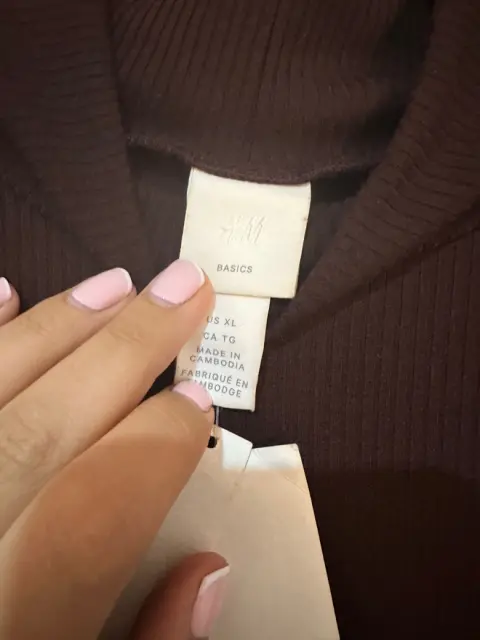 H&M
BASICS
US XL
CA TG
MADE IN
CAMBODIA
FABRIQUÉ EN
CAMBODGE